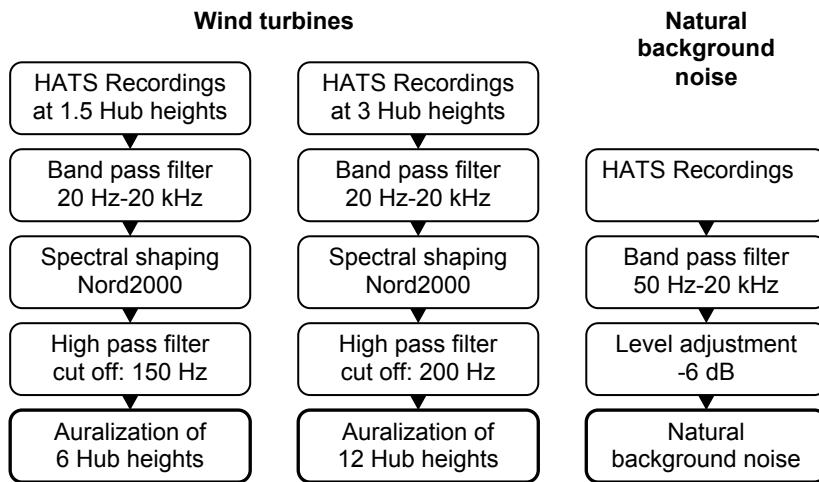 Wind turbines
Natural
background
noise
HATS Recordings
at 1.5 Hub heights
Band pass filter
20 Hz-20 kHz
Spectral shaping
Nord2000
High pass filter
cut off: 150 Hz
Auralization of
6 Hub heights
HATS Recordings
at 3 Hub heights
Band pass filter
20 Hz-20 kHz
Spectral shaping
Nord2000
High pass filter
cut off: 200 Hz
Auralization of
12 Hub heights
HATS Recordings
Band pass filter
50 Hz-20 kHz
Level adjustment
-6 dB
Natural
background noise